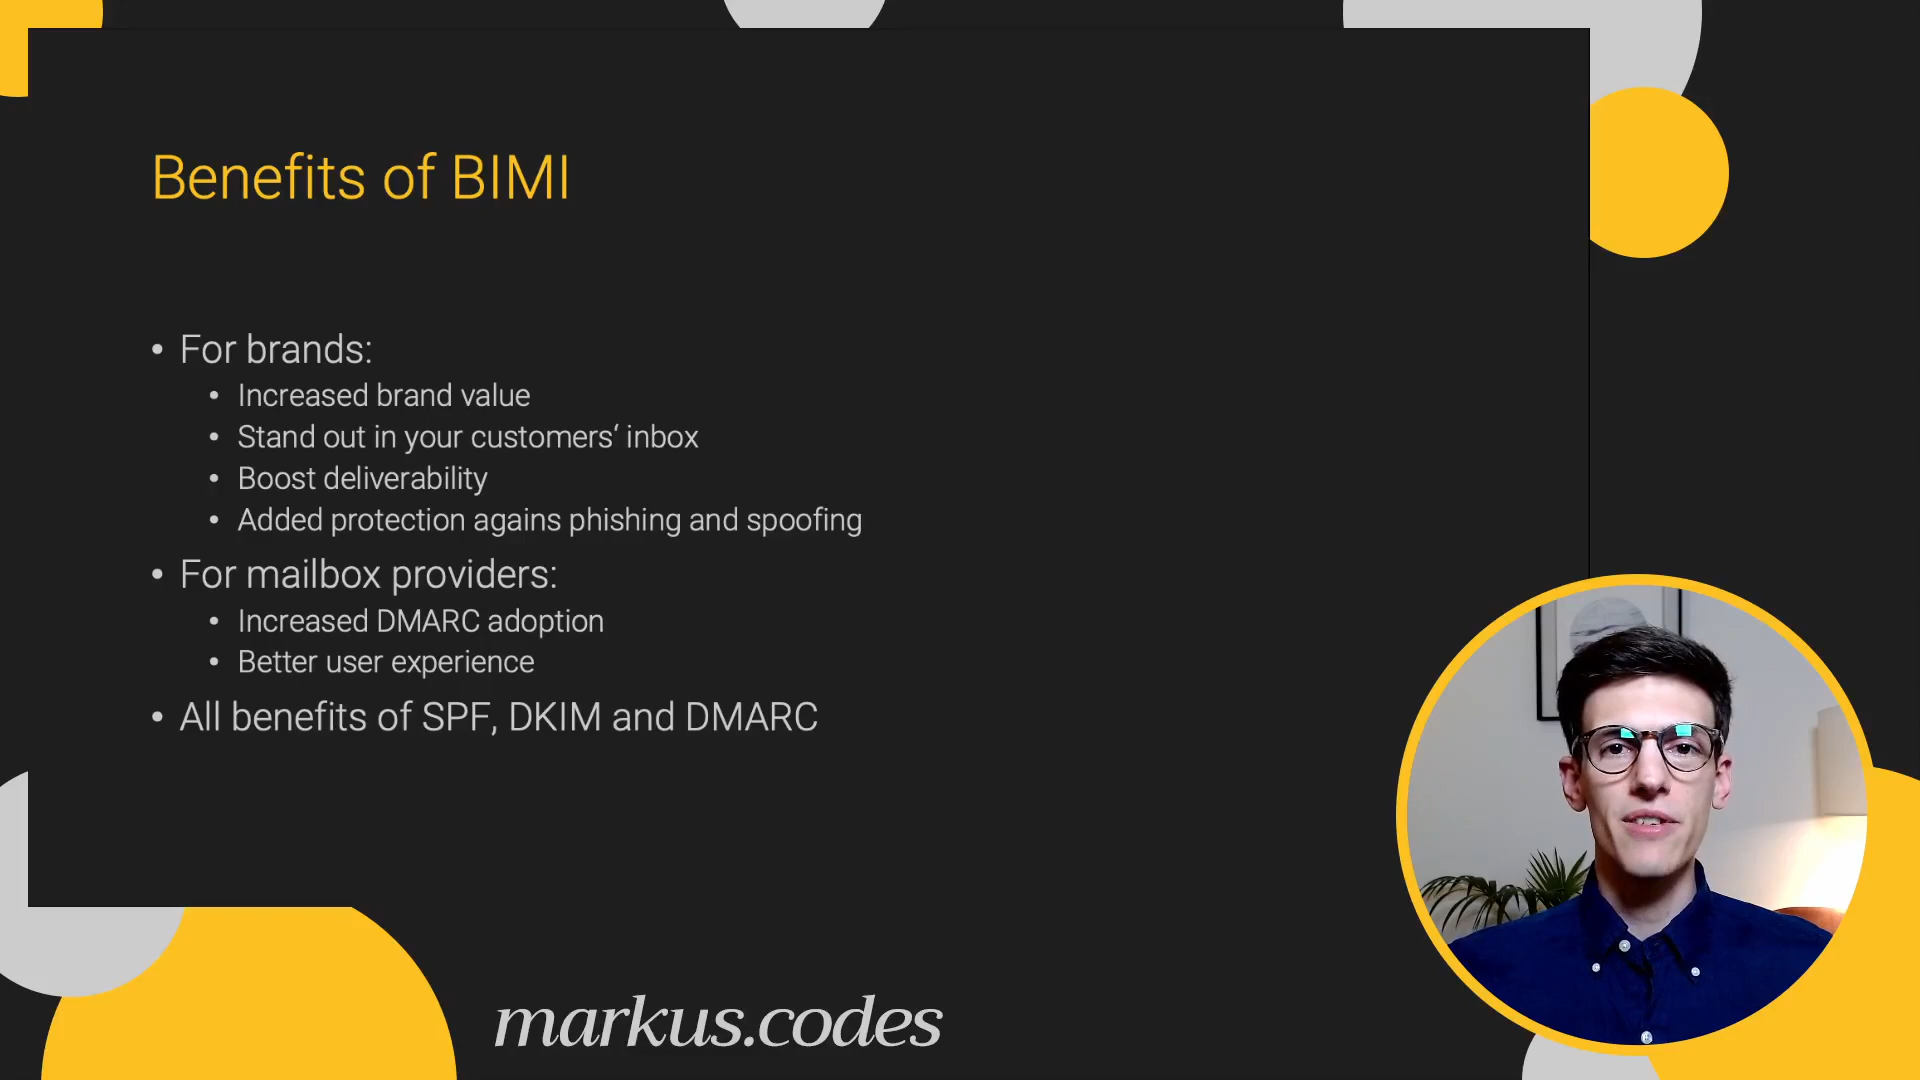 Benefits of BIMI
• For brands:
• Increased brand value
• Stand out in your customers‘ inbox
• Boost deliverability
• Added protection agains phishing and spoofing
• For mailbox providers:
• Increased DMARC adoption
• Better user experience
• All benefits of SPF, DKIM and DMARC
markus.codes